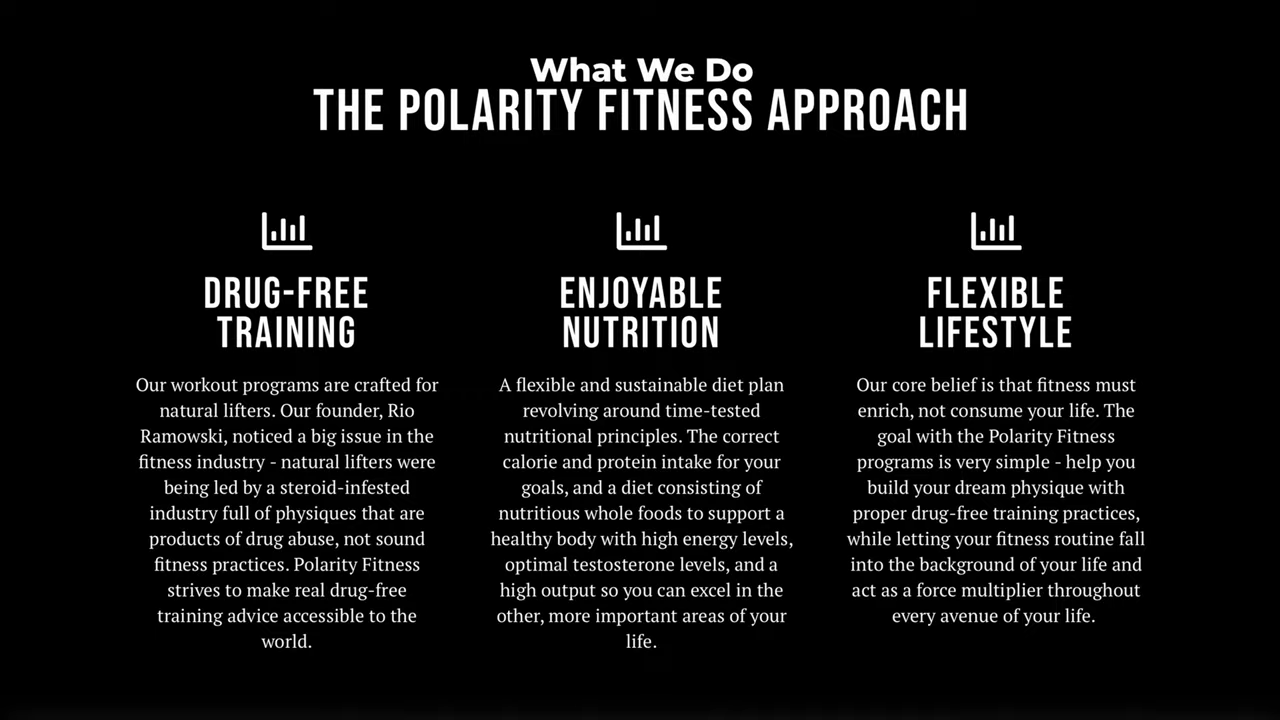 What We Do
THE POLARITY FITNESS APPROACH
DRUG-FREE
TRAINING
Our workout programs are crafted for
natural lifters. Our founder, Rio
Ramowski, noticed a big issue in the
fitness industry - natural lifters were
being led by a steroid-infested
industry full of physiques that are
products of drug abuse, not sound
fitness practices. Polarity Fitness
strives to make real drug-free
training advice accessible to the
world.
ENJOYABLE
NUTRITION
A flexible and sustainable diet plan
revolving around time-tested
nutritional principles. The correct
calorie and protein intake for your
goals, and a diet consisting of
nutritious whole foods to support a
healthy body with high energy levels,
optimal testosterone levels, and a
high output so you can excel in the
other, more important areas of your
life.
FLEXIBLE
LIFESTYLE
Our core belief is that fitness must
enrich, not consume your life. The
goal with the Polarity Fitness
programs is very simple - help you
build your dream physique with
proper drug-free training practices,
while letting your fitness routine fall
into the background of your life and
act as a force multiplier throughout
every avenue of your life.